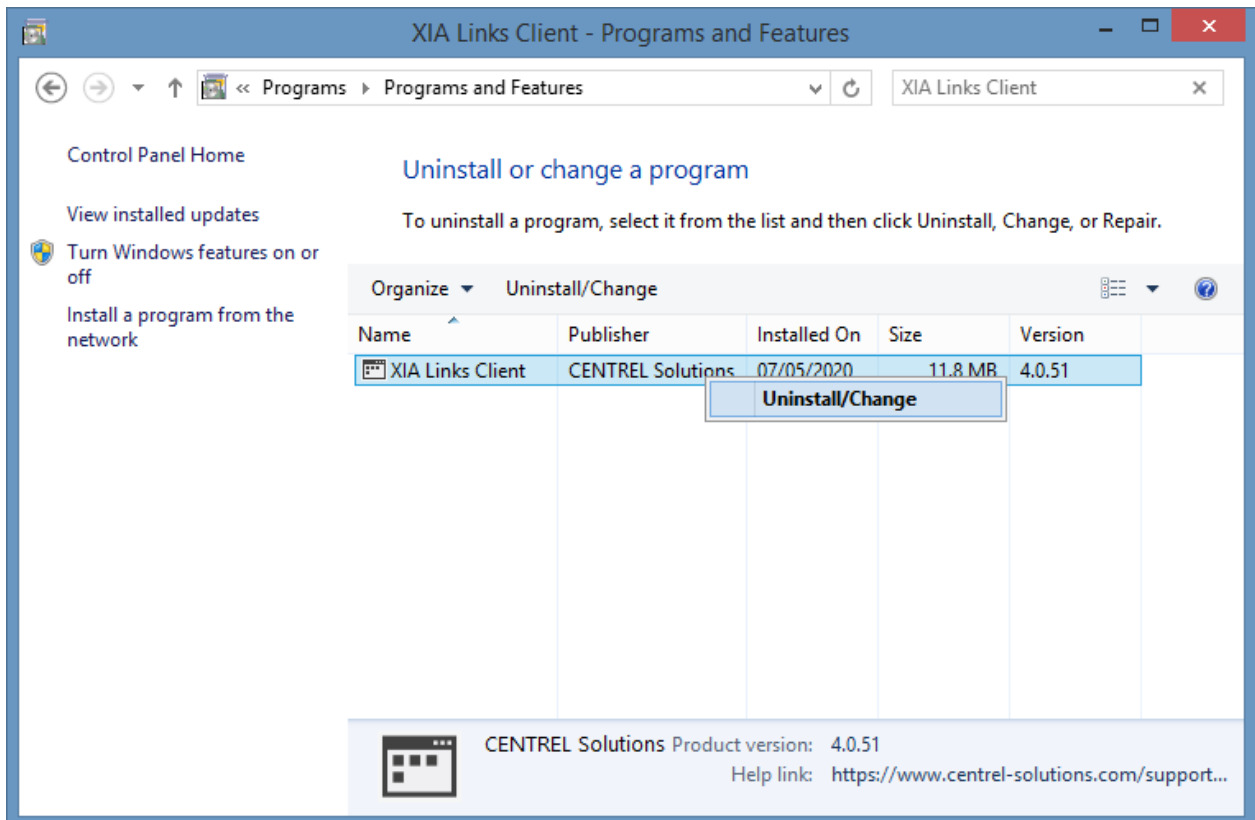 XIA Links Client - Programs and Features
« Programs Programs and Features
XIA Links Client
Control Panel Home
View installed updates
Turn Windows features on or
off
Install a program from the
network
Uninstall or change a program
To uninstall a program, select it from the list and then click Uninstall, Change, or Repair.
Organize Uninstall/Change
Name Publisher Installed On Size Version
XIA Links Client CENTREL Solutions 07/05/2020 11.8 MB 4.0.51
Uninstall/Change
CENTREL Solutions Product version: 4.0.51
Help link: https://www.centrel-solutions.com/support...